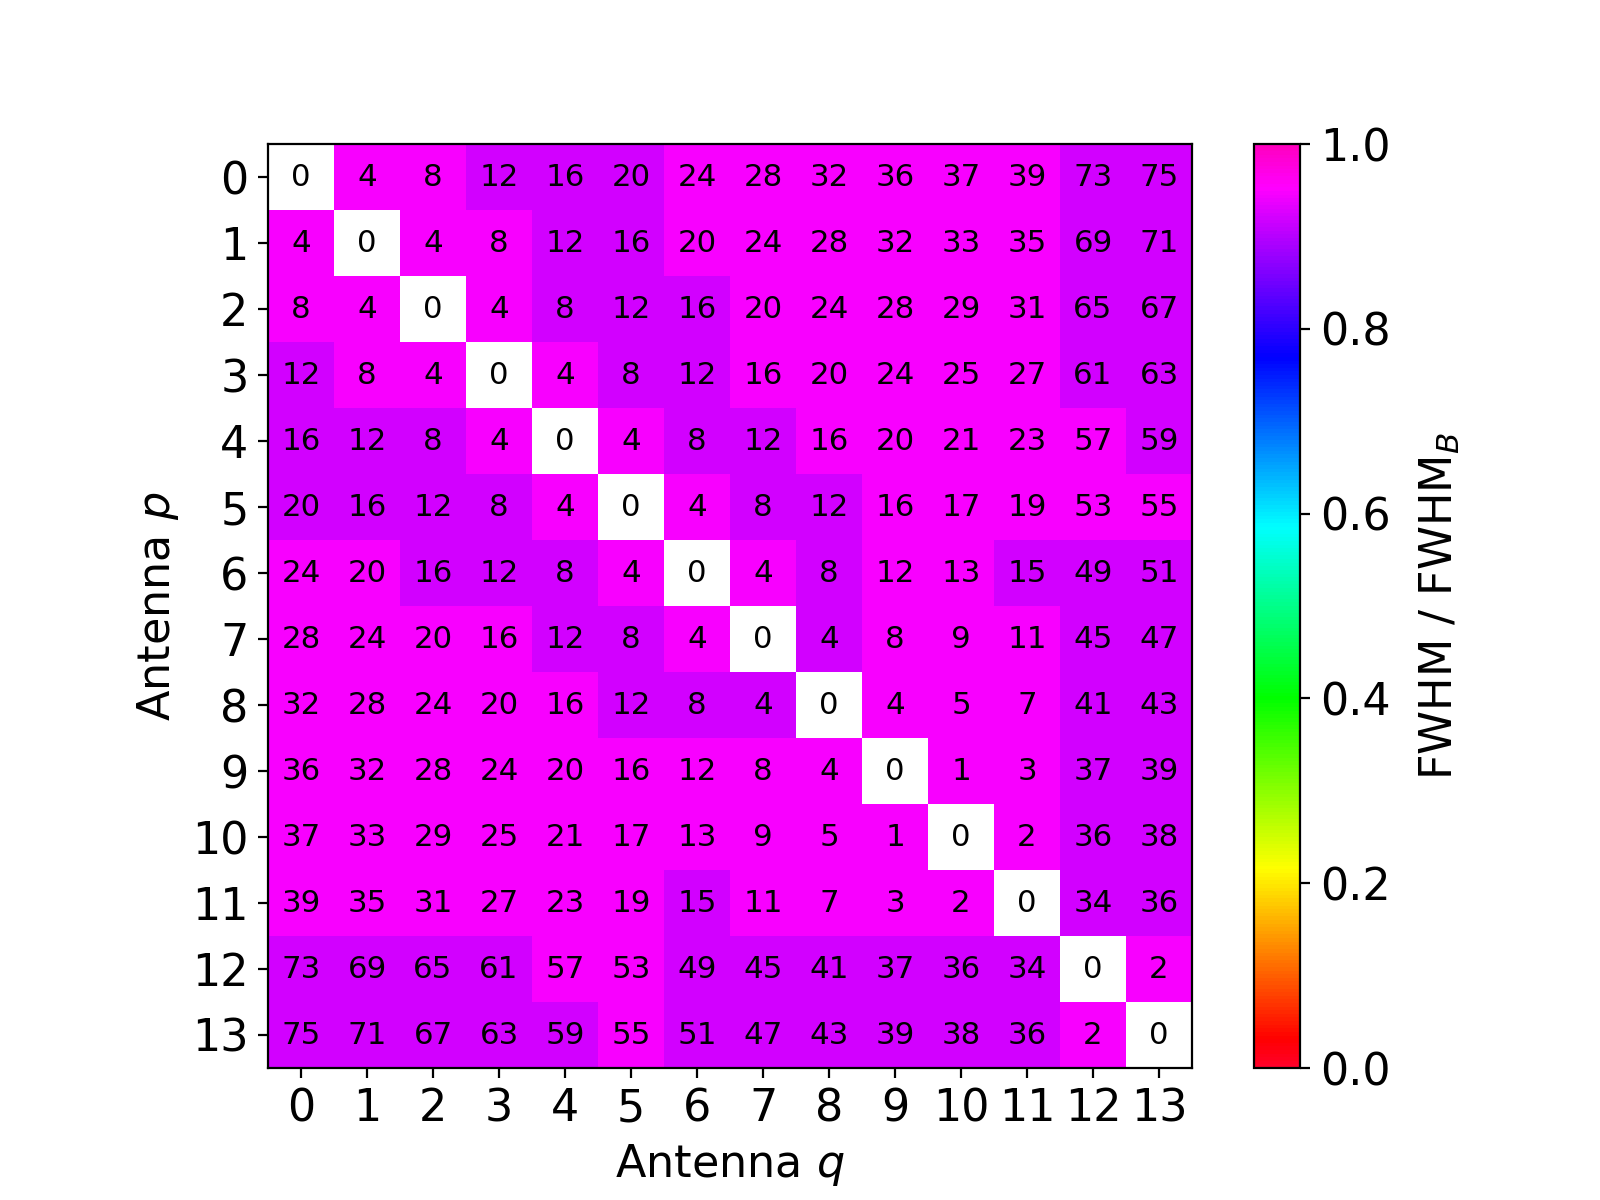 0 0 4 8 12 16 20 24 28 32 36 37 39 73 75
1 4 0 4 8 12 16 20 24 28 32 33 35 69 71
2 8 4 0 4 8 12 16 20 24 28 29 31 65 67
3 12 8 4 0 4 8 12 16 20 24 25 27 61 63
4 16 12 8 4 0 4 8 12 16 20 21 23 57 59
5 20 16 12 8 4 0 4 8 12 16 17 19 53 55
6 24 20 16 12 8 4 0 4 8 12 13 15 49 51
7 28 24 20 16 12 8 4 0 4 8 9 11 45 47
8 32 28 24 20 16 12 8 4 0 4 5 7 41 43
9 36 32 28 24 20 16 12 8 4 0 1 3 37 39
10 37 33 29 25 21 17 13 9 5 1 0 2 36 38
11 39 35 31 27 23 19 15 11 7 3 2 0 34 36
12 73 69 65 61 57 53 49 45 41 37 36 34 0 2
13 75 71 67 63 59 55 51 47 43 39 38 36 2 0
0 1 2 3 4 5 6 7 8 9 10 11 12 13
Antenna q
Antenna p
1.0
0.8
0.6
0.4
0.2
0.0
FWHM / FWHM_B